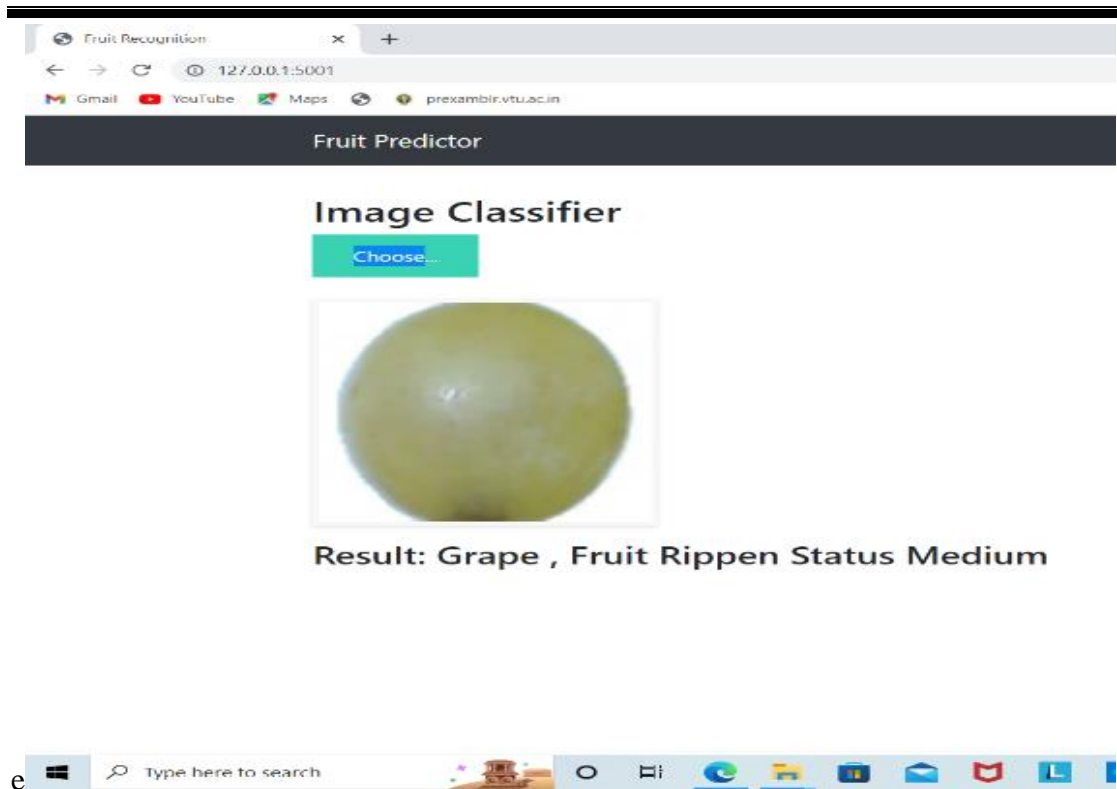 Fruit Recognition
127.0.0.1:5001
Gmail YouTube Maps prexamblr.vtu.ac.in
Fruit Predictor
Image Classifier
Choose...
Result: Grape , Fruit Rippen Status Medium
e Type here to search L